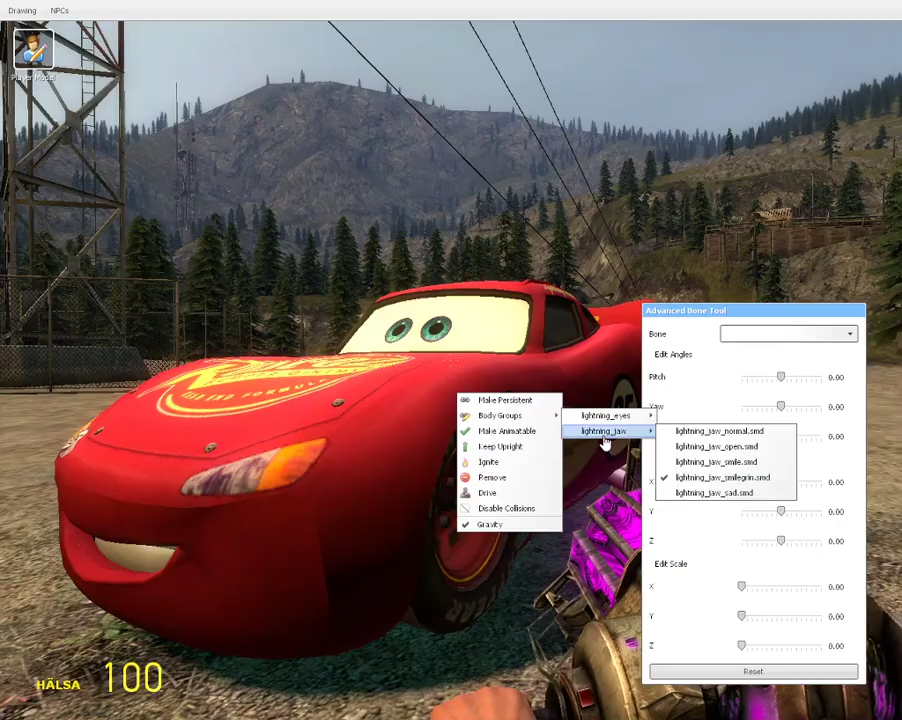 Drawing NPCs
Player Model
Advanced Bone Tool
Bone
Edit Angles
Pitch 0.00
Yaw 0.00
0.00
X 0.00
Y 0.00
Z 0.00
Edit Scale
X 0.00
Y 0.00
Z 0.00
Reset
Make Persistent
Body Groups
Make Animatable
Keep Upright
Ignite
Remove
Drive
Disable Collisions
Gravity
lightning_eyes
lightning_jaw
lightning_jaw_normal.smd
lightning_jaw_open.smd
lightning_jaw_smile.smd
lightning_jaw_smilegrin.smd
lightning_jaw_sad.smd
HÄLSA 100